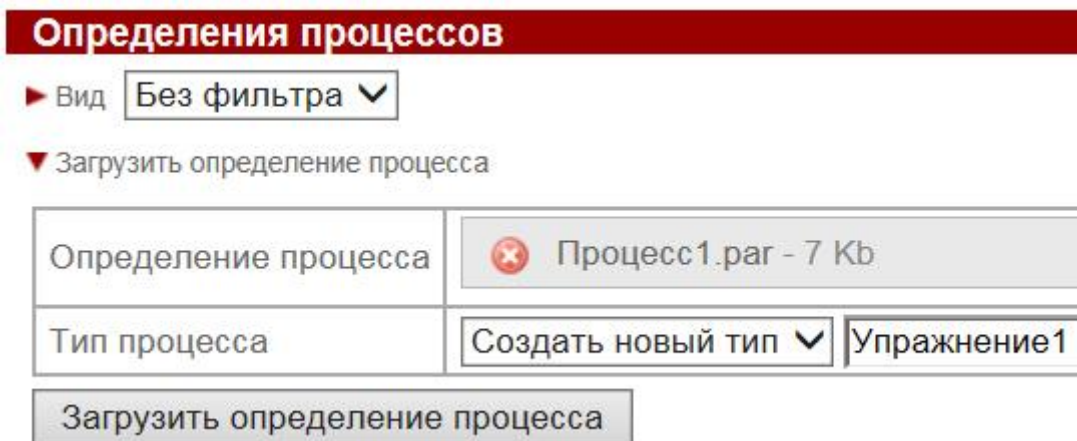 Определения процессов
Вид Без фильтра
Загрузить определение процесса
Определение процесса Процесс1.par - 7 Kb
Тип процесса Создать новый тип Упражнение1
Загрузить определение процесса